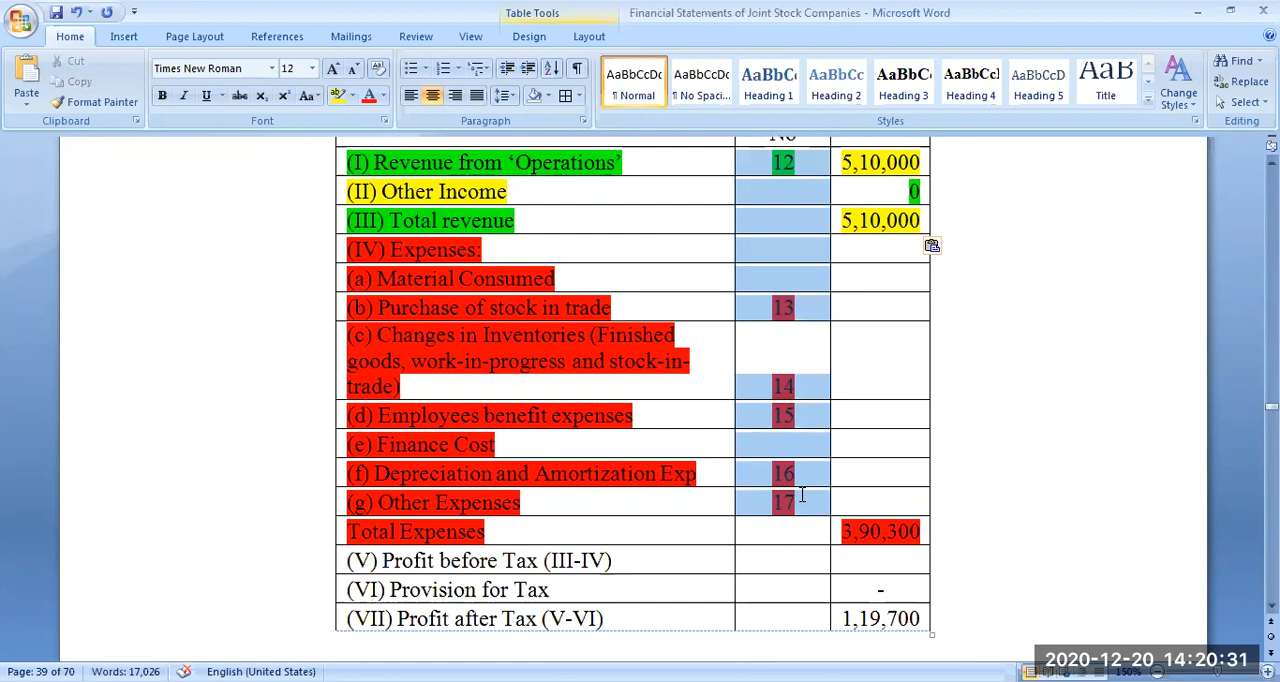 Table Tools
Financial Statements of Joint Stock Companies - Microsoft Word
Home Insert Page Layout References Mailings Review View Design Layout
Paste
Cut
Copy
Format Painter
Clipboard
Times New Roman 12
Font
Paragraph
AaBbCcDc AaBbCcDc AaBbC AaBbCc AaBbCc AaBbCcI AaBbCcD AaB
¶ Normal ¶ No Spaci... Heading 1 Heading 2 Heading 3 Heading 4 Heading 5 Title
Change Styles
Styles
Find
Replace
Select
Editing
No
(I) Revenue from ‘Operations’ 12 5,10,000
(II) Other Income 0
(III) Total revenue 5,10,000
(IV) Expenses:
(a) Material Consumed
(b) Purchase of stock in trade 13
(c) Changes in Inventories (Finished
goods, work-in-progress and stock-in-
trade) 14
(d) Employees benefit expenses 15
(e) Finance Cost
(f) Depreciation and Amortization Exp 16
(g) Other Expenses 17
Total Expenses 3,90,300
(V) Profit before Tax (III-IV)
(VI) Provision for Tax -
(VII) Profit after Tax (V-VI) 1,19,700
2020-12-20 14:20:31
Page: 39 of 70 Words: 17,026 English (United States) 150%